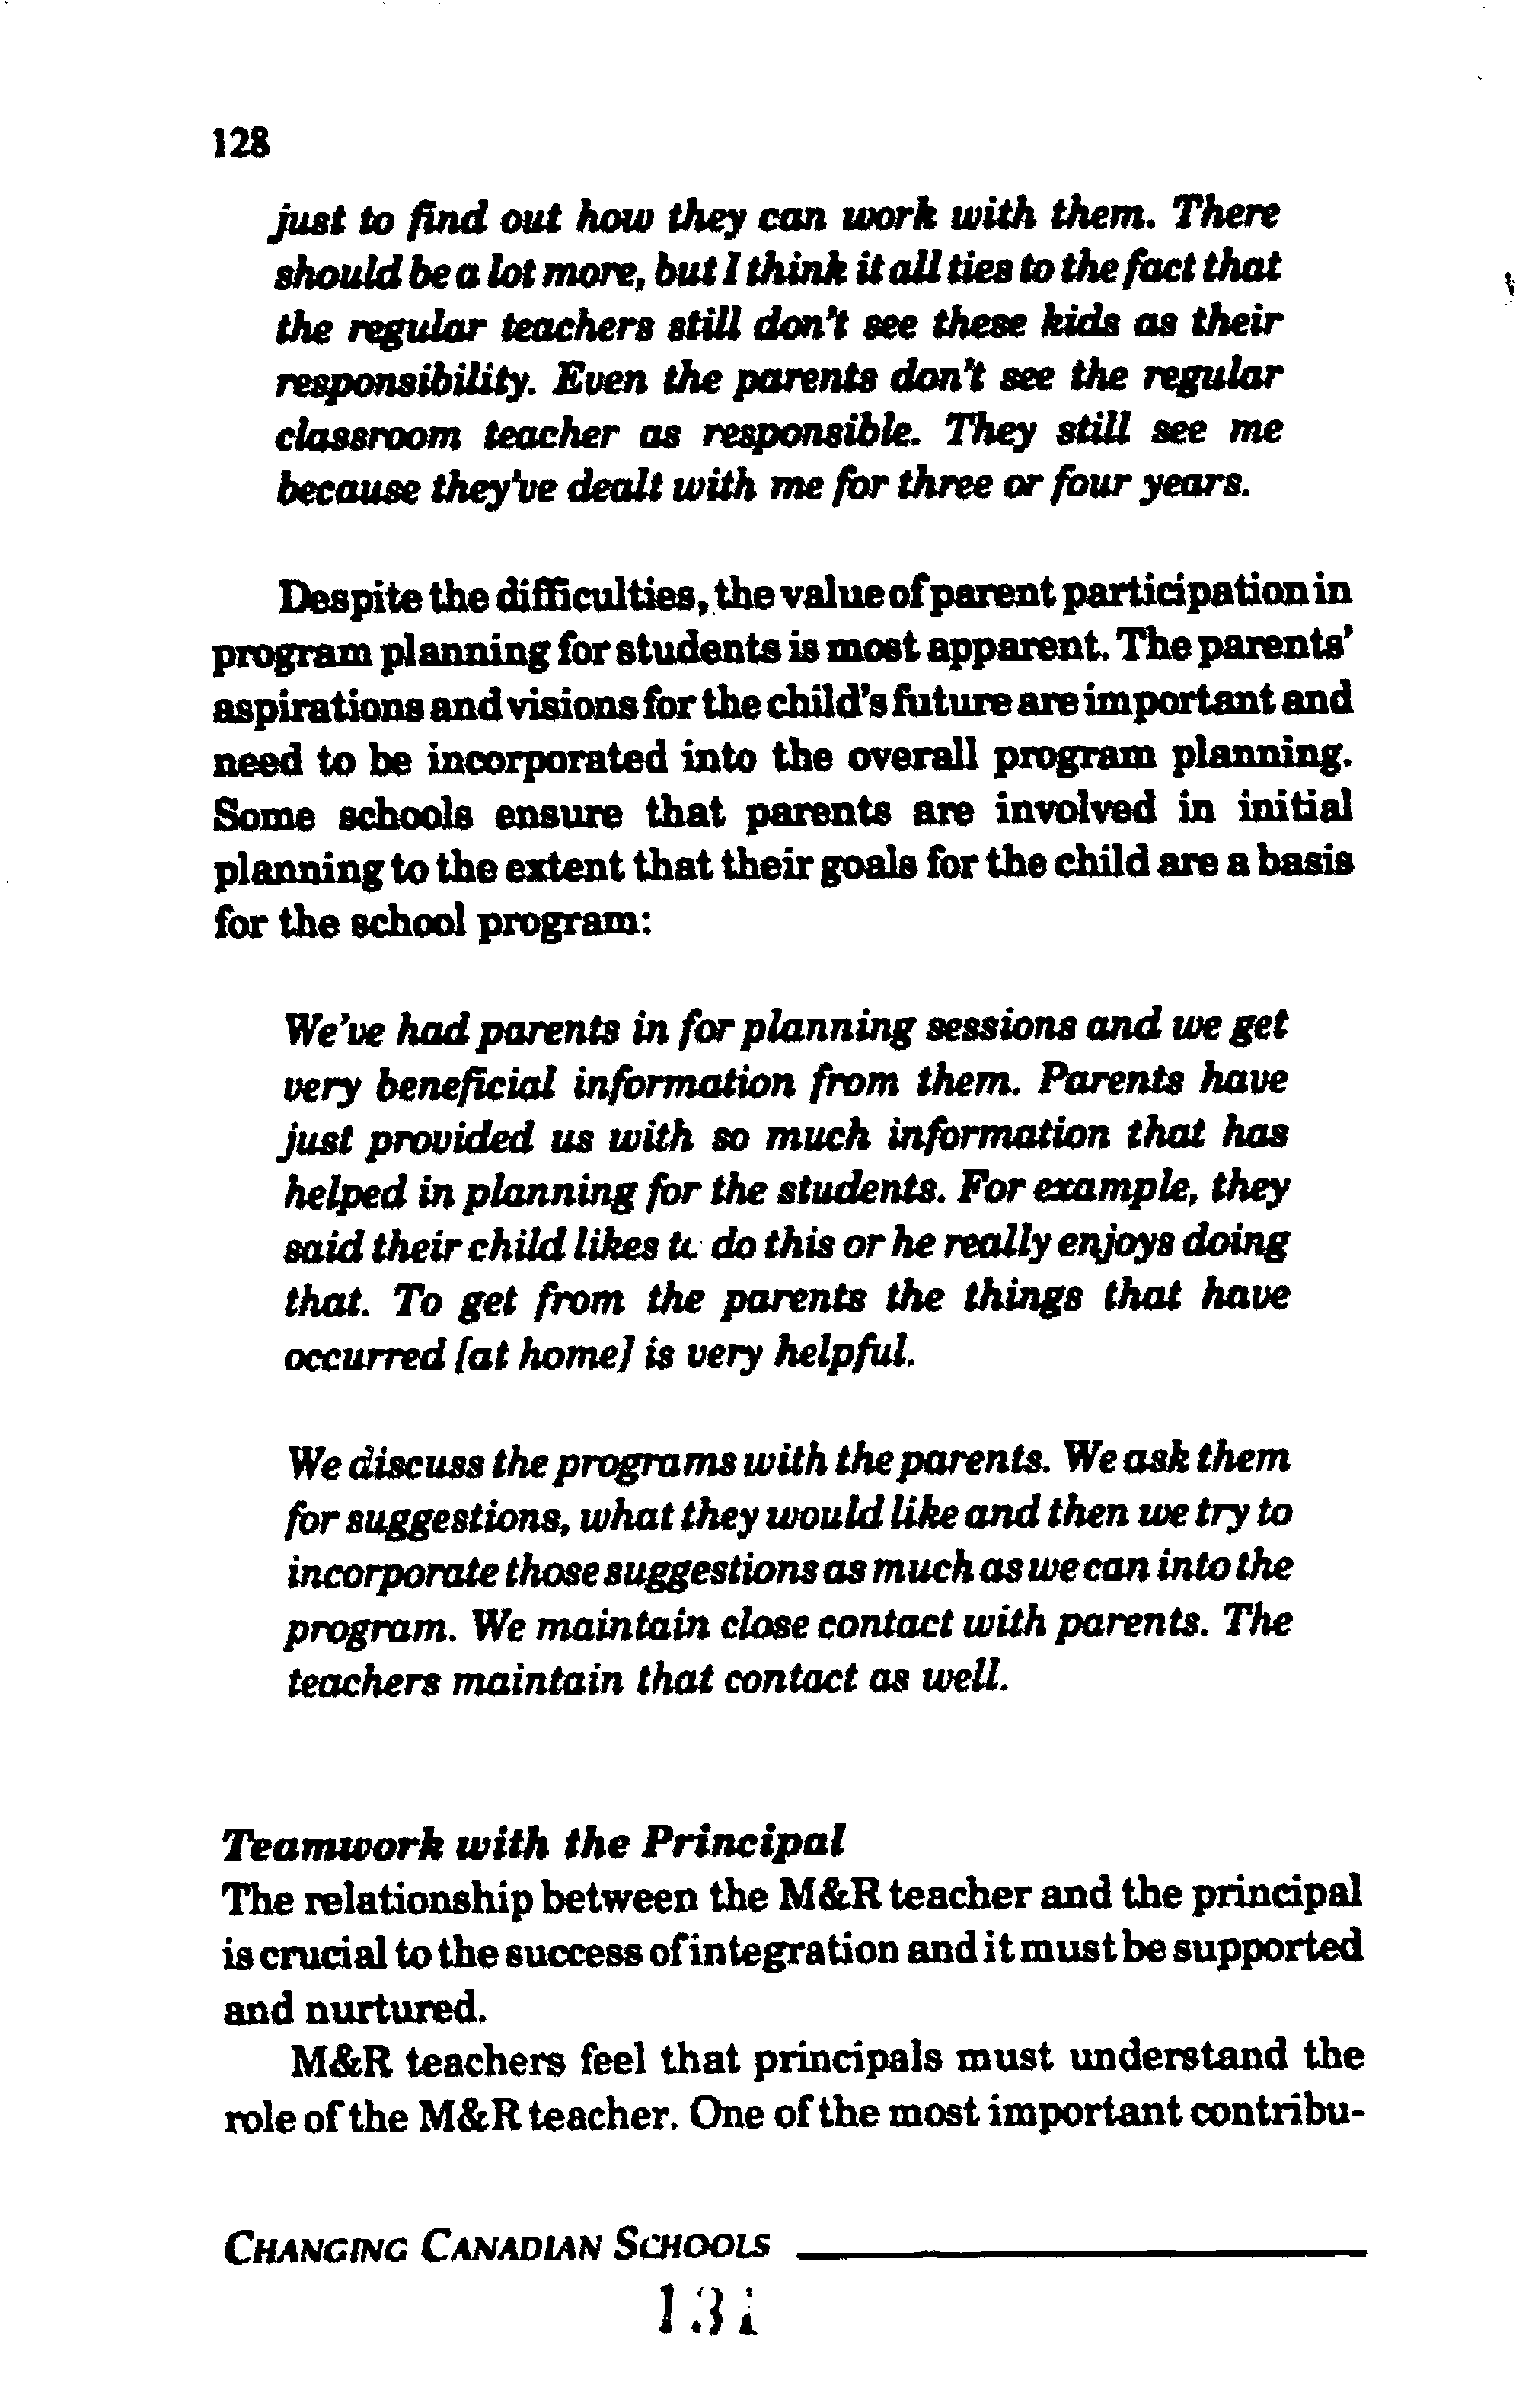 128
just to find out how they can work with them. There
should be a lot more, but I think it all ties to the fact that
the regular teachers still don't see these kids as their
responsibility. Even the parents don't see the regular
classroom teacher as responsible. They still see me
because they've dealt with me for three or four years.
Despite the difficulties, the value of parent participation in
program planning for students is most apparent. The parents'
aspirations and visions for the child's future are important and
need to be incorporated into the overall program planning.
Some schools ensure that parents are involved in initial
planning to the extent that their goals for the child are a basis
for the school program:
We've had parents in for planning sessions and we get
very beneficial information from them. Parents have
just provided us with so much information that has
helped in planning for the students. For example, they
said their child likes to do this or he really enjoys doing
that. To get from the parents the things that have
occurred [at home] is very helpful.
We discuss the programs with the parents. We ask them
for suggestions, what they would like and then we try to
incorporate those suggestions as much as we can into the
program. We maintain close contact with parents. The
teachers maintain that contact as well.
Teamwork with the Principal
The relationship between the M&R teacher and the principal
is crucial to the success of integration and it must be supported
and nurtured.
M&R teachers feel that principals must understand the
role of the M&R teacher. One of the most important contribu-
CHANGING CANADIAN SCHOOLS
131